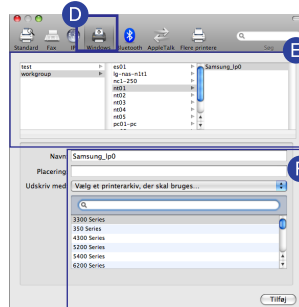 D
Standard Fax IP Windows Bluetooth AppleTalk Flere printere Søg
E
test es01 Samsung_lp0
workgroup lg-nas-n1t1
nc1-250
nt01
nt02
nt03
nt04
nt05
pc01-pc
Navn: Samsung_lp0
F
Placering:
Udskriv med: Vælg et printerarkiv, der skal bruges...
3300 Series
350 Series
4300 Series
5200 Series
5400 Series
6200 Series
Tilføj